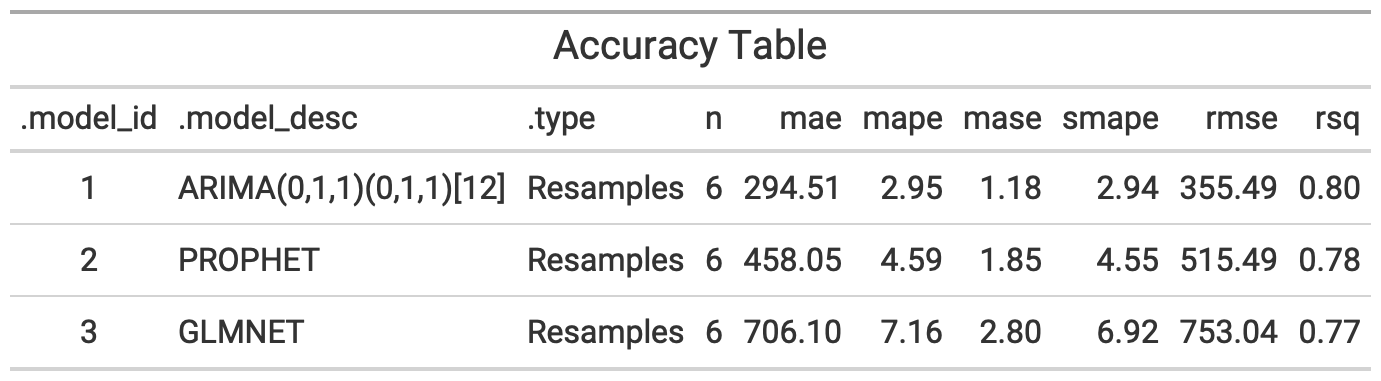 Accuracy Table
.model_id .model_desc .type n mae mape mase smape rmse rsq
1 ARIMA(0,1,1)(0,1,1)[12] Resamples 6 294.51 2.95 1.18 2.94 355.49 0.80
2 PROPHET Resamples 6 458.05 4.59 1.85 4.55 515.49 0.78
3 GLMNET Resamples 6 706.10 7.16 2.80 6.92 753.04 0.77